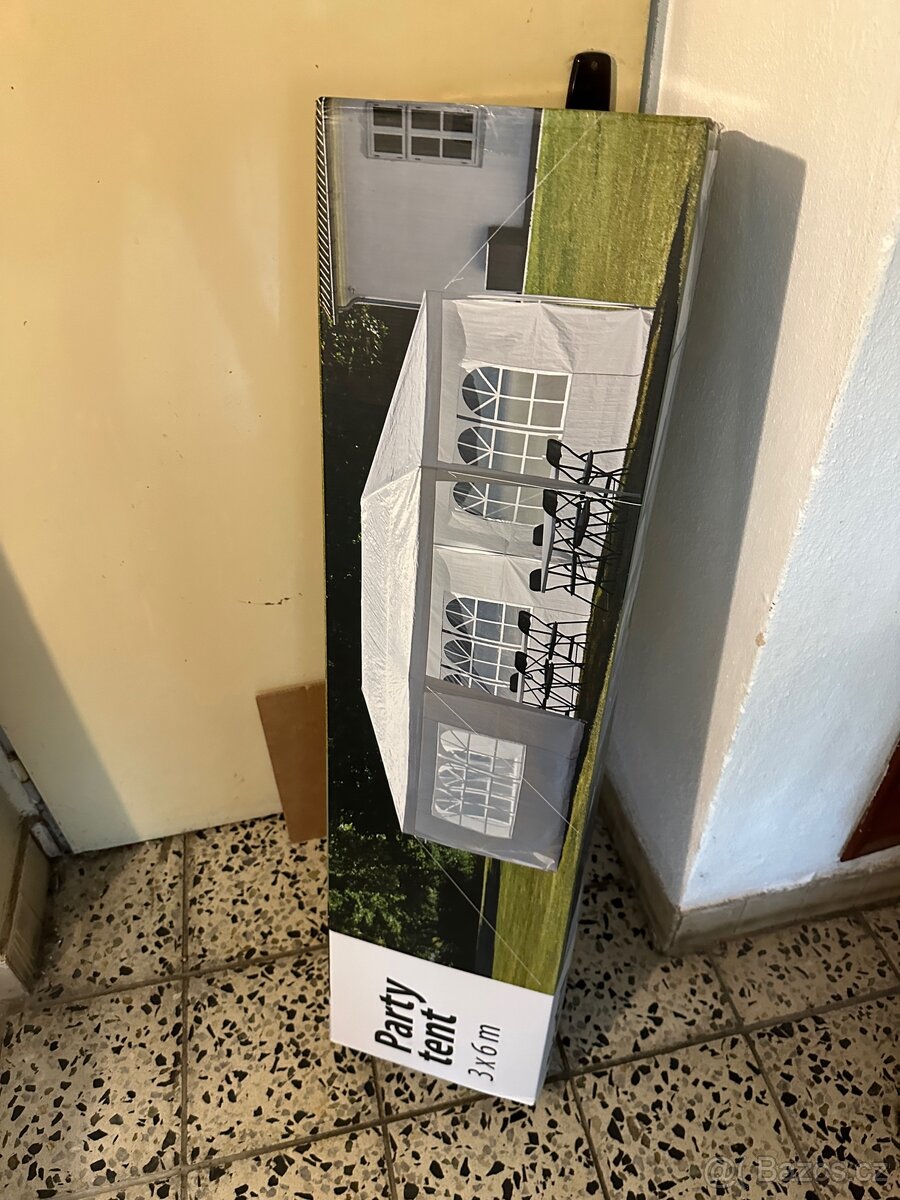 Party
tent
3x6m
@ Bazos.cz